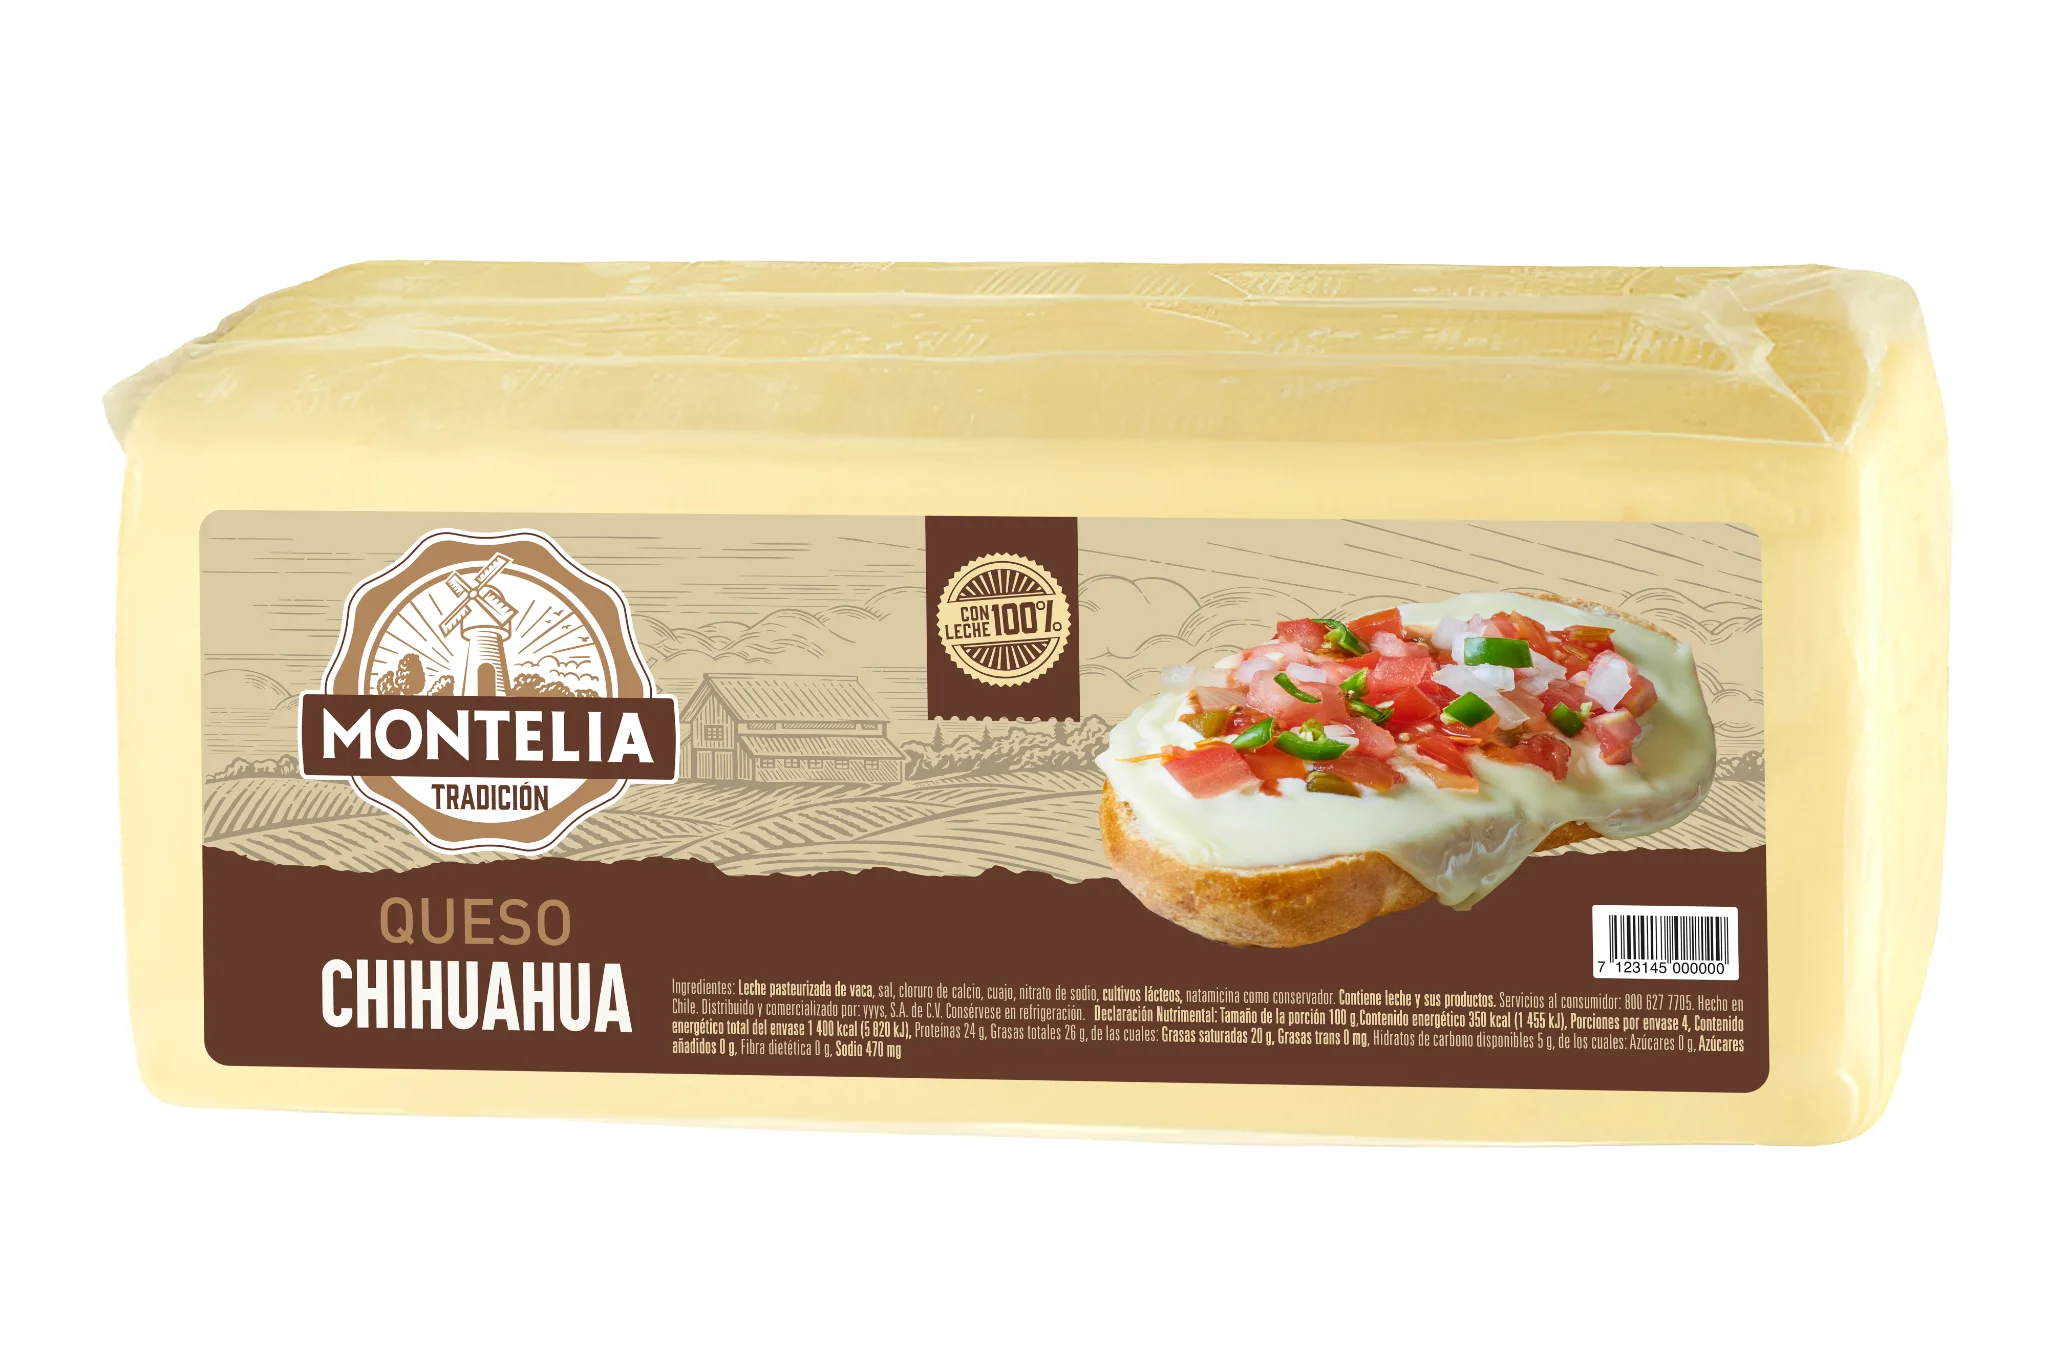 MONTELIA
TRADICIÓN
CON
LECHE 100%
QUESO
CHIHUAHUA
Ingredientes: Leche pasteurizada de vaca, sal, cloruro de calcio, cuajo, nitrato de sodio, cultivos lácteos, natamicina como conservador. Contiene leche y sus productos. Servicios al consumidor: 800 627 7705. Hecho en
Chile. Distribuido y comercializado por: yyys, S.A. de C.V. Consérvese en refrigeración. Declaración Nutrimental: Tamaño de la porción 100 g, Contenido energético 350 kcal (1 455 kJ), Porciones por envase 4, Contenido
energético total del envase 1 400 kcal (5 820 kJ), Proteínas 24 g, Grasas totales 26 g, de las cuales: Grasas saturadas 20 g, Grasas trans 0 mg, Hidratos de carbono disponibles 5 g, de los cuales: Azúcares 0 g, Azúcares
añadidos 0 g, Fibra dietética 0 g, Sodio 470 mg
7 123145 000000